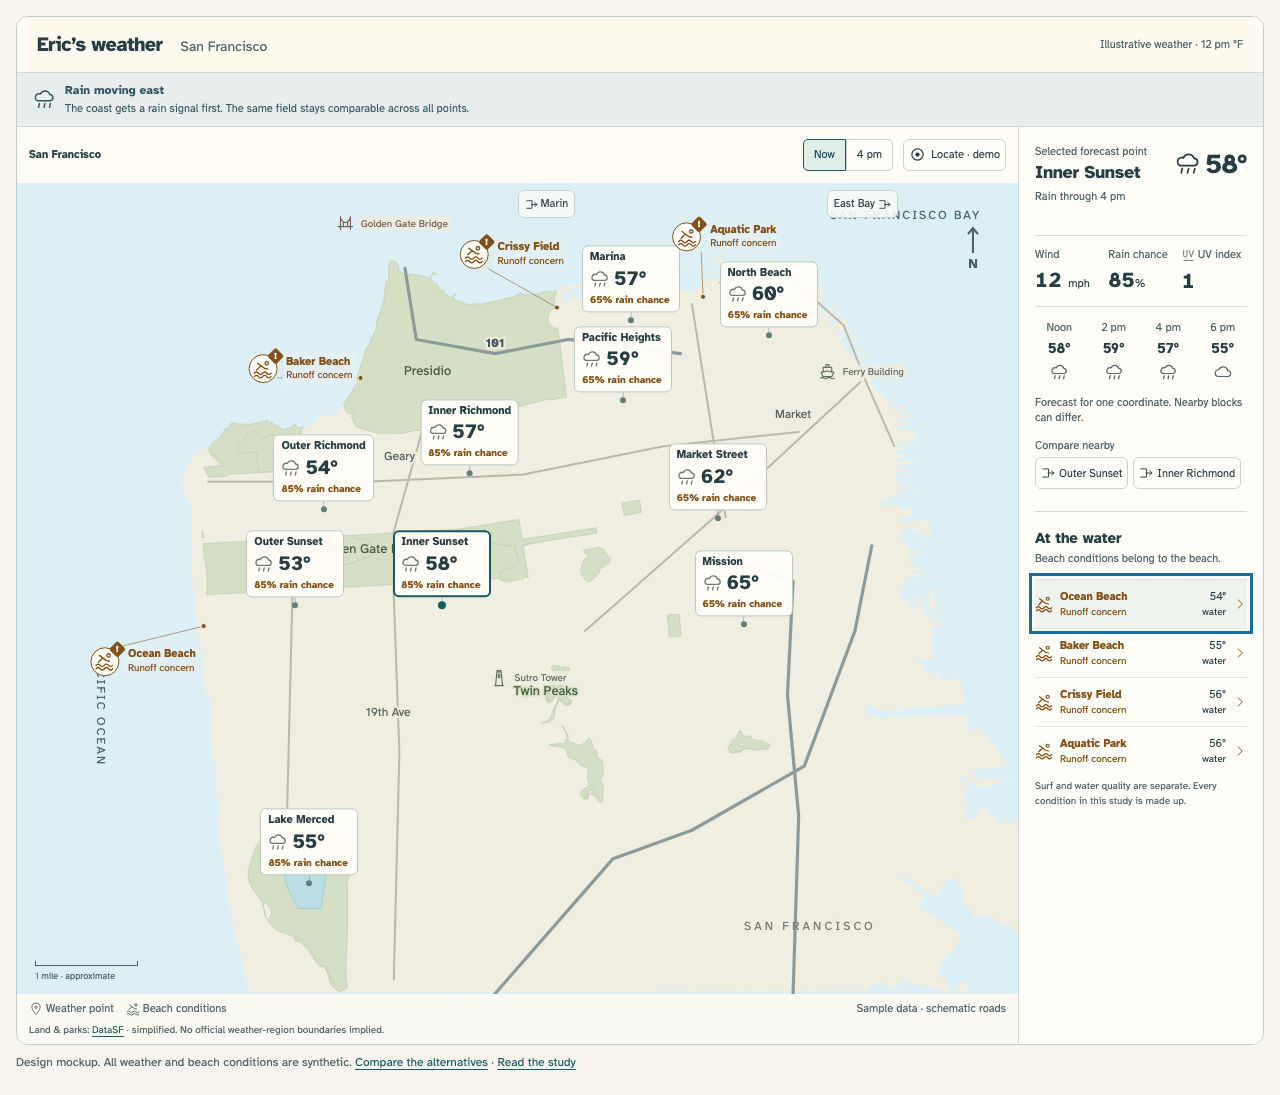 Eric's weather San Francisco
Illustrative weather · 12 pm °F
Rain moving east
The coast gets a rain signal first. The same field stays comparable across all points.
San Francisco
Now
4 pm
Locate · demo
Marin
East Bay
SAN FRANCISCO BAY
N
Golden Gate Bridge
Crissy Field
Runoff concern
Aquatic Park
Runoff concern
Marina
57°
65% rain chance
North Beach
60°
65% rain chance
101
Pacific Heights
59°
65% rain chance
Baker Beach
Runoff concern
Presidio
Ferry Building
Inner Richmond
57°
85% rain chance
Market
Outer Richmond
54°
85% rain chance
Geary
Market Street
62°
65% rain chance
Outer Sunset
53°
85% rain chance
en Gate
Inner Sunset
58°
85% rain chance
Mission
65°
65% rain chance
Ocean Beach
Runoff concern
IFIC OCEAN
Sutro Tower
Twin Peaks
19th Ave
Lake Merced
55°
85% rain chance
SAN FRANCISCO
1 mile · approximate
Weather point
Beach conditions
Sample data · schematic roads
Land & parks: DataSF · simplified. No official weather-region boundaries implied.
Selected forecast point
Inner Sunset
58°
Rain through 4 pm
Wind
12 mph
Rain chance
85%
UV UV index
1
Noon 2 pm 4 pm 6 pm
58° 59° 57° 55°
Forecast for one coordinate. Nearby blocks
can differ.
Compare nearby
Outer Sunset
Inner Richmond
At the water
Beach conditions belong to the beach.
Ocean Beach 54°
Runoff concern water
Baker Beach 55°
Runoff concern water
Crissy Field 56°
Runoff concern water
Aquatic Park 56°
Runoff concern water
Surf and water quality are separate. Every
condition in this study is made up.
Design mockup. All weather and beach conditions are synthetic. Compare the alternatives · Read the study